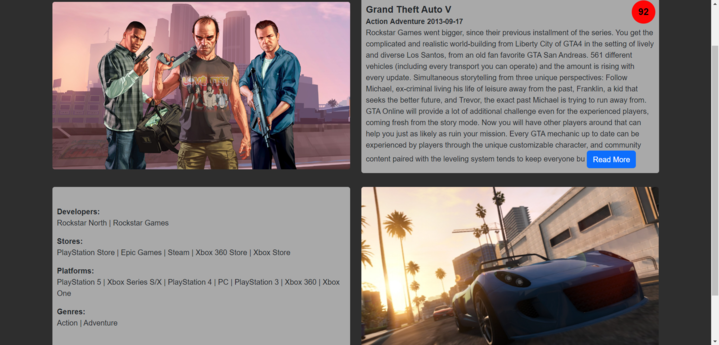 Grand Theft Auto V
92
Action Adventure 2013-09-17
Rockstar Games went bigger, since their previous installment of the series. You get the
complicated and realistic world-building from Liberty City of GTA4 in the setting of lively
and diverse Los Santos, from an old fan favorite GTA San Andreas. 561 different
vehicles (including every transport you can operate) and the amount is rising with
every update. Simultaneous storytelling from three unique perspectives: Follow
Michael, ex-criminal living his life of leisure away from the past, Franklin, a kid that
seeks the better future, and Trevor, the exact past Michael is trying to run away from.
GTA Online will provide a lot of additional challenge even for the experienced players,
coming fresh from the story mode. Now you will have other players around that can
help you just as likely as ruin your mission. Every GTA mechanic up to date can be
experienced by players through the unique customizable character, and community
content paired with the leveling system tends to keep everyone bu Read More
Developers:
Rockstar North | Rockstar Games
Stores:
PlayStation Store | Epic Games | Steam | Xbox 360 Store | Xbox Store
Platforms:
PlayStation 5 | Xbox Series S/X | PlayStation 4 | PC | PlayStation 3 | Xbox 360 | Xbox
One
Genres:
Action | Adventure